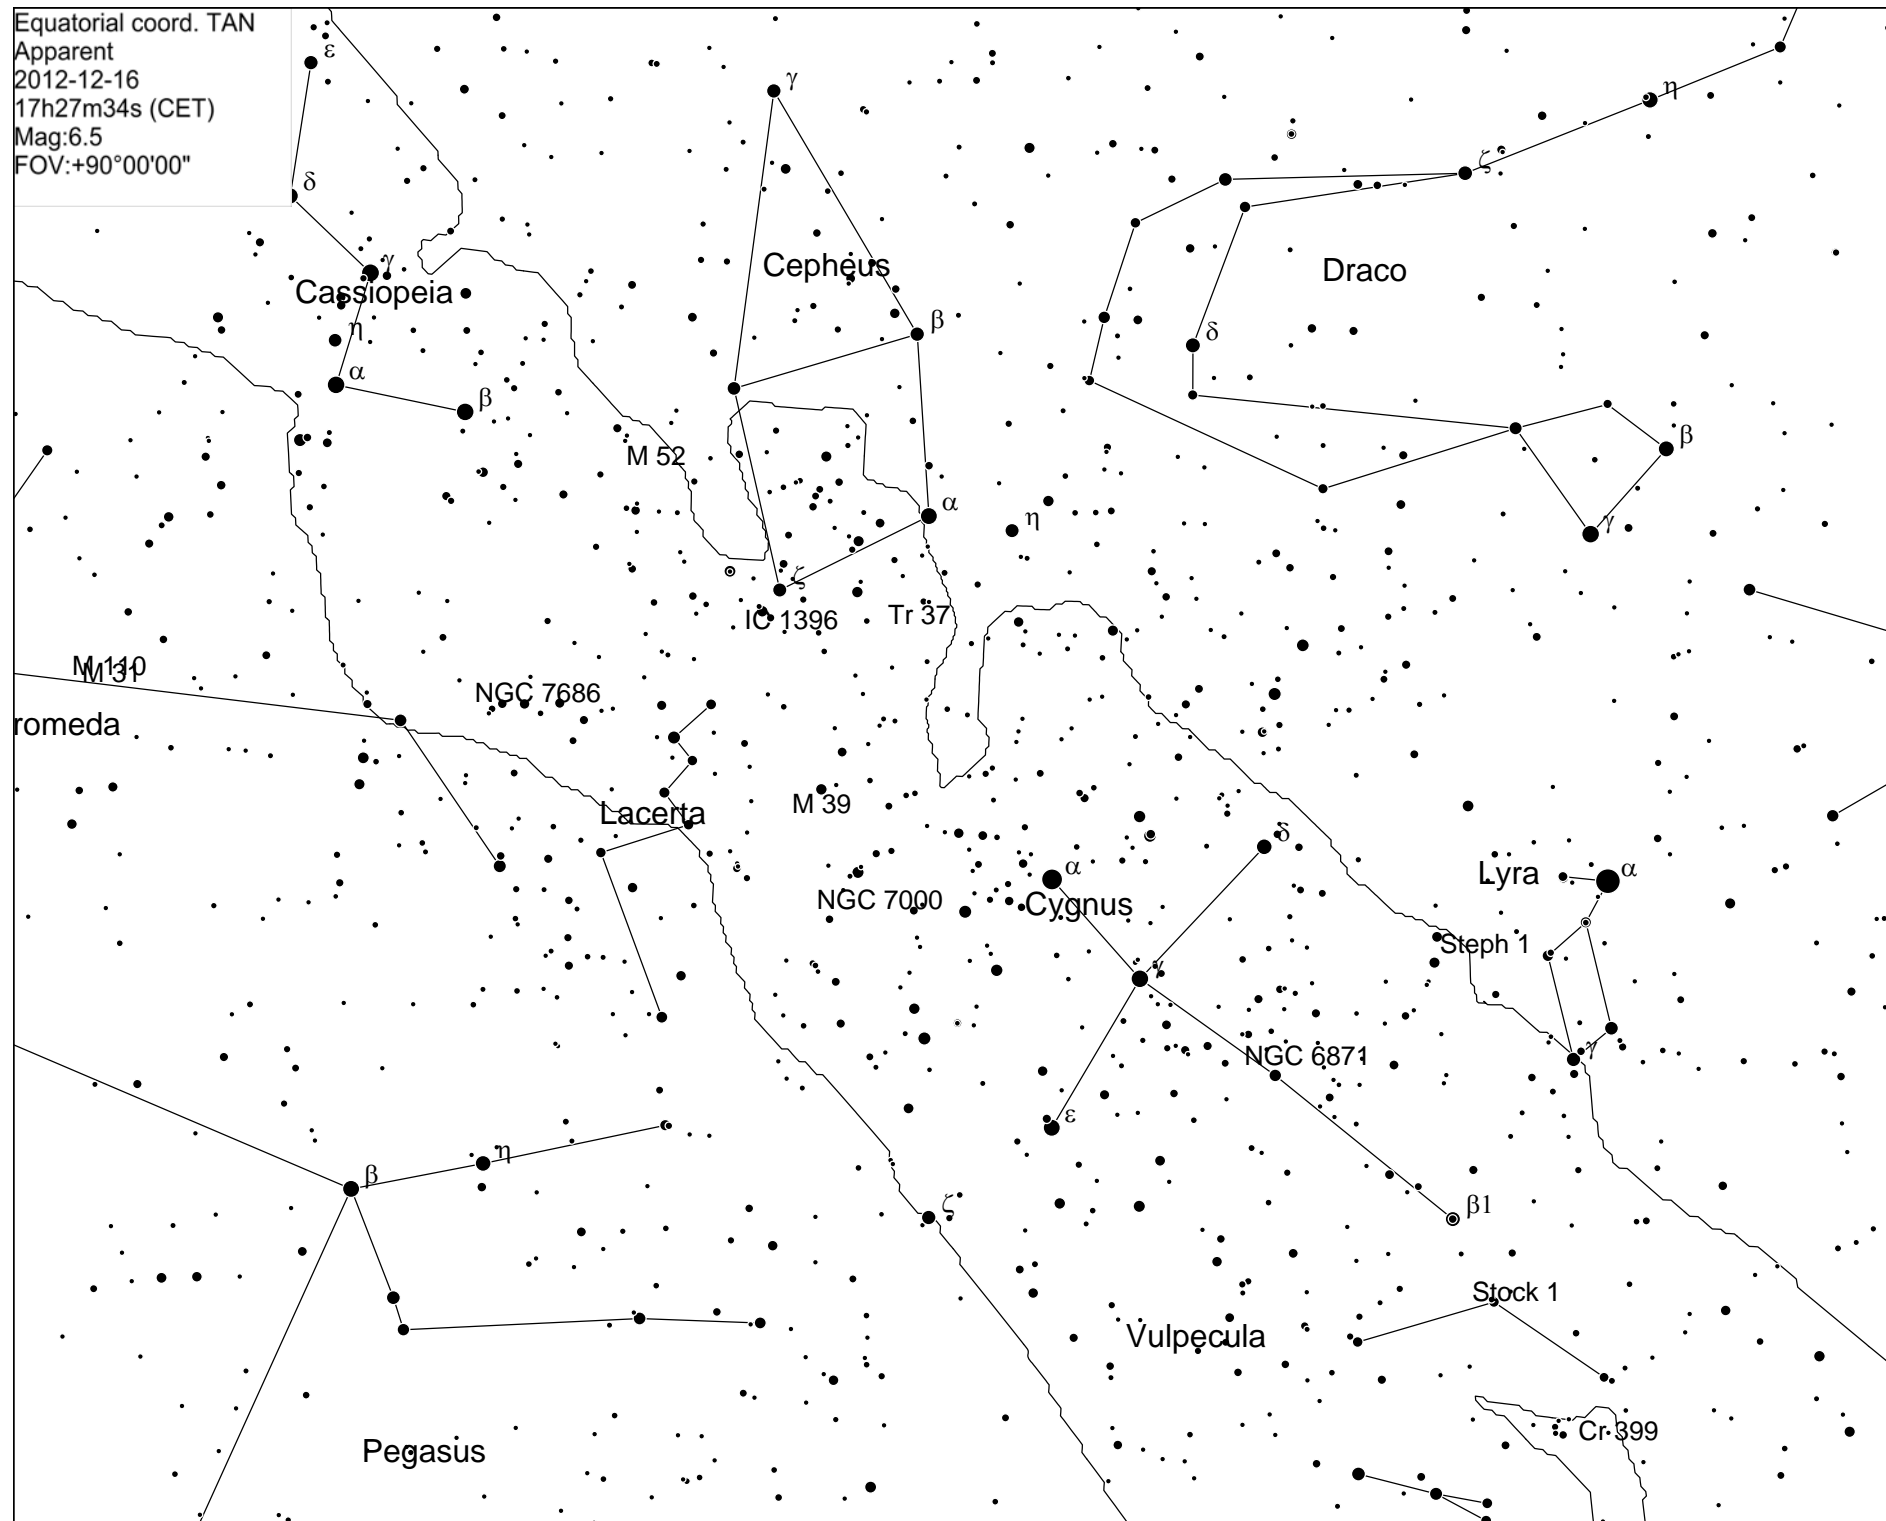 Equatorial coord. TAN
Apparent
2012-12-16
17h27m34s (CET)
Mag:6.5
FOV:+90°00'00"
ε
γ
η
ζ
δ
γ
Cassiopeia
Cepheus
Draco
η
β
δ
α
β
β
M 52
α
η
γ
ζ
IC 1396
Tr 37
M 110
M 31
NGC 7686
romeda
M 39
Lacerta
δ
α
Lyra
α
NGC 7000
Cygnus
Steph 1
γ
NGC 6871
γ
ε
η
β
ζ
β1
Stock 1
Vulpecula
Cr 399
Pegasus